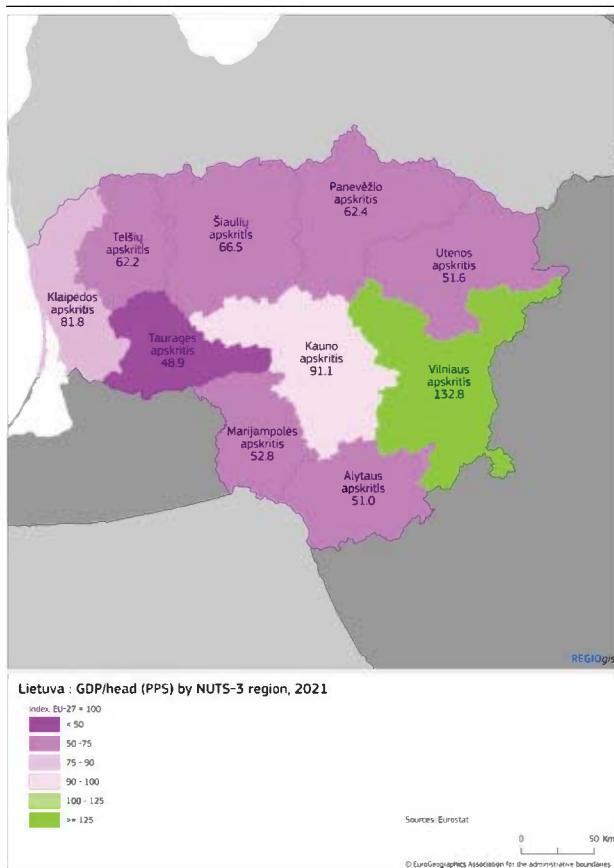 Panevėžio
apskritis
62.4
Šiaulių
apskritis
66.5
Telšių
apskritis
62.2
Utenos
apskritis
51.6
Klaipėdos
apskritis
81.8
Tauragės
apskritis
48.9
Kauno
apskritis
91.1
Vilniaus
apskritis
132.8
Marijampolės
apskritis
52.8
Alytaus
apskritis
51.0
REGIOgis
Lietuva : GDP/head (PPS) by NUTS-3 region, 2021
Index, EU-27 = 100
< 50
50 -75
75 - 90
90 - 100
100 - 125
>= 125
Sources: Eurostat
0 50 Km
© EuroGeographics Association for the administrative boundaries